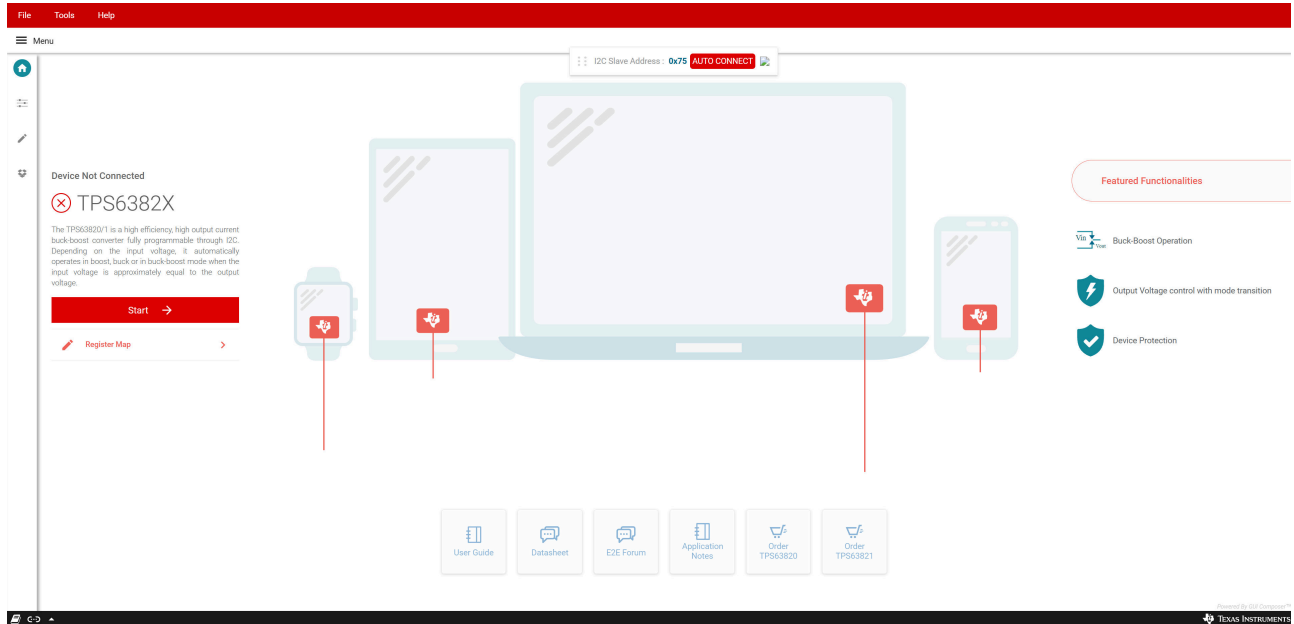 File Tools Help
Menu
I2C Slave Address : 0x75 AUTO CONNECT
Device Not Connected
TPS6382X
The TPS63820/1 is a high efficiency, high output current
buck-boost converter fully programmable through I2C.
Depending on the input voltage, it automatically
operates in boost, buck or in buck-boost mode when the
input voltage is approximately equal to the output
voltage.
Start
Register Map
Featured Functionalities
Vin Vout
Buck-Boost Operation
Output Voltage control with mode transition
Device Protection
User Guide
Datasheet
E2E Forum
Application
Notes
Order
TPS63820
Order
TPS63821
Powered By GUI Composer™
TEXAS INSTRUMENTS